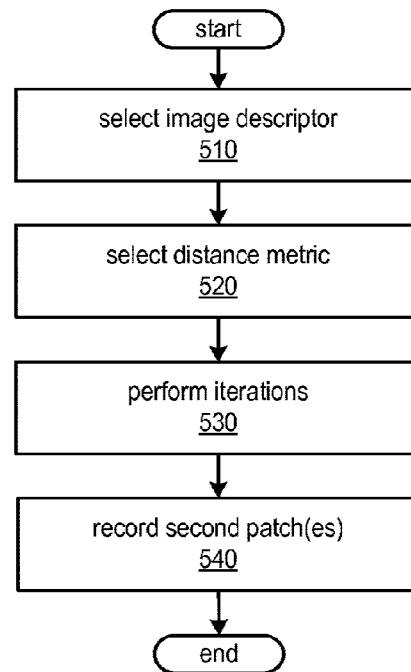 start
select image descriptor
510
select distance metric
520
perform iterations
530
record second patch(es)
540
end